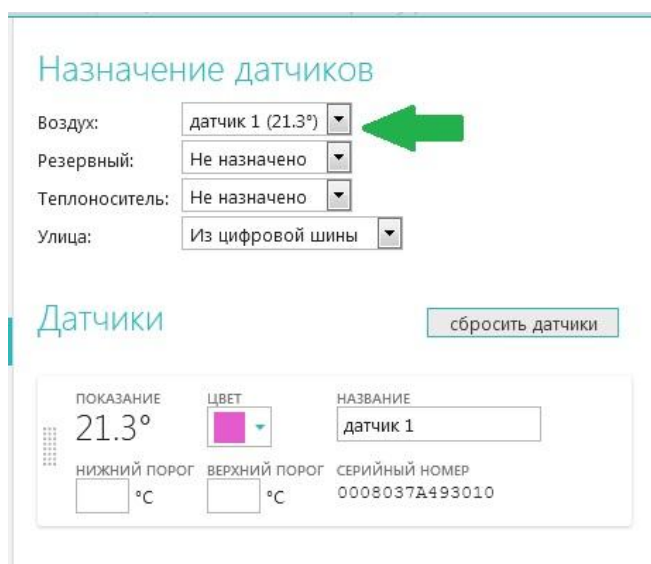 Назначение датчиков
Воздух: датчик 1 (21.3°)
Резервный: Не назначено
Теплоноситель: Не назначено
Улица: Из цифровой шины
Датчики сбросить датчики
ПОКАЗАНИЕ ЦВЕТ НАЗВАНИЕ
21.3° датчик 1
НИЖНИЙ ПОРОГ ВЕРХНИЙ ПОРОГ СЕРИЙНЫЙ НОМЕР
°C °C 0008037A493010